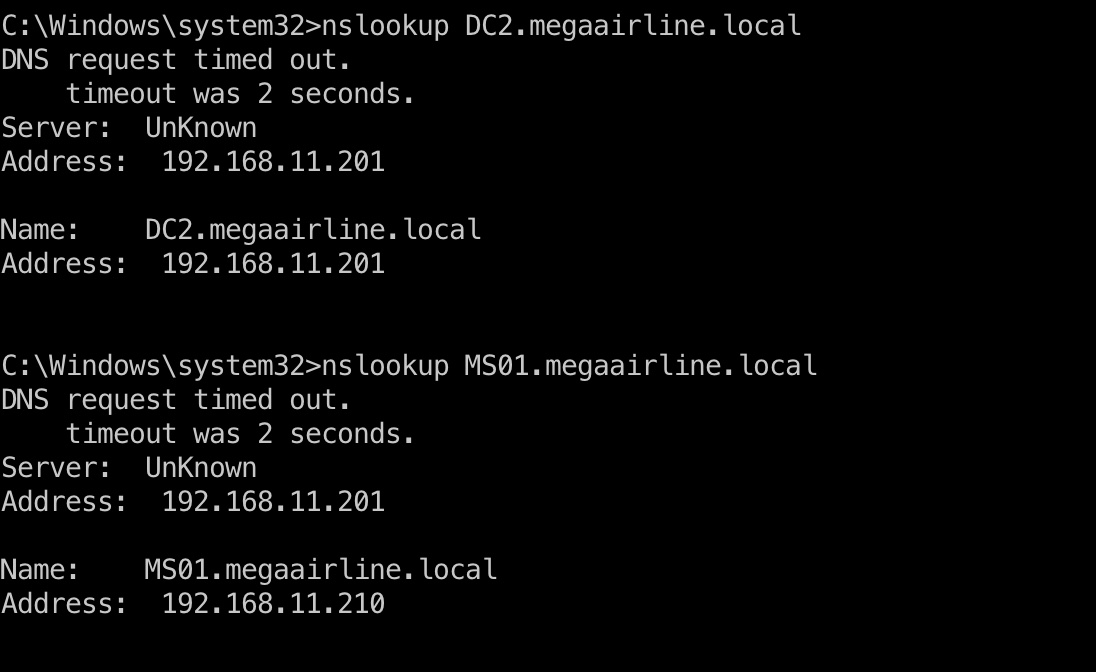 C:\Windows\system32>nslookup DC2.megaairline.local
DNS request timed out.
    timeout was 2 seconds.
Server:  UnKnown
Address:  192.168.11.201

Name:    DC2.megaairline.local
Address:  192.168.11.201


C:\Windows\system32>nslookup MS01.megaairline.local
DNS request timed out.
    timeout was 2 seconds.
Server:  UnKnown
Address:  192.168.11.201

Name:    MS01.megaairline.local
Address:  192.168.11.210